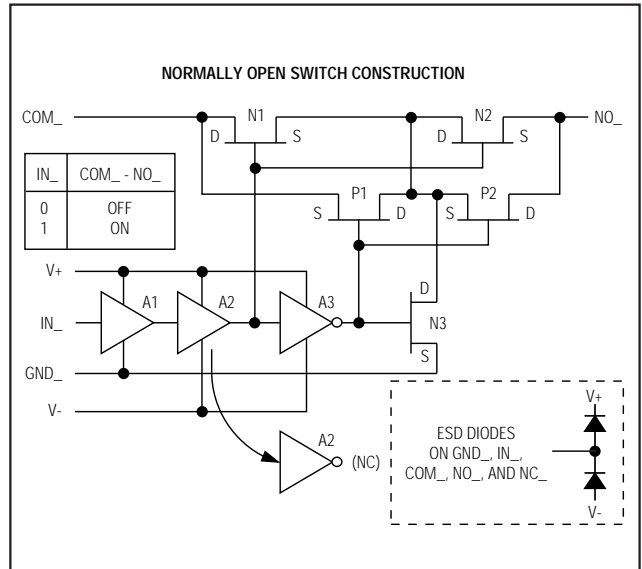 NORMALLY OPEN SWITCH CONSTRUCTION
COM_
N1
N2
NO_
D
S
D
S
IN_ COM_ - NO_
0 OFF
1 ON
P1
P2
S
D
S
D
V+
A1
A2
A3
D
IN_
N3
S
GND_
V-
A2
(NC)
V+
ESD DIODES
ON GND_, IN_,
COM_, NO_, AND NC_
V-